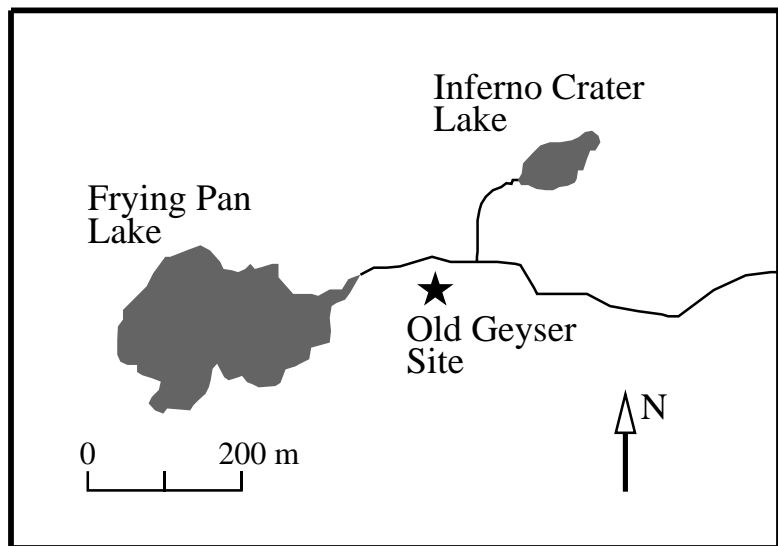 Inferno Crater
Lake
Frying Pan
Lake
Old Geyser
Site
N
0 200 m